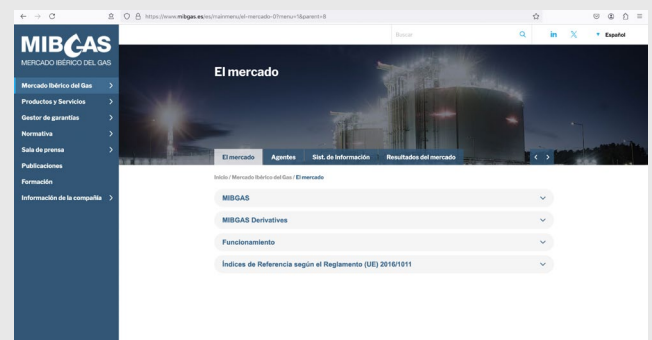 https://www.mibgas.es/es/mainmenu/el-mercado-0?menu=1&parent=8
Buscar
in
X
Español
MIBGAS
MERCADO IBÉRICO DEL GAS
Mercado Ibérico del Gas
Productos y Servicios
Gestor de garantías
Normativa
Sala de prensa
Publicaciones
Formación
Información de la compañía
El mercado
El mercado Agentes Sist. de Información Resultados del mercado
Inicio / Mercado Ibérico del Gas / El mercado
MIBGAS
MIBGAS Derivatives
Funcionamiento
Índices de Referencia según el Reglamento (UE) 2016/1011